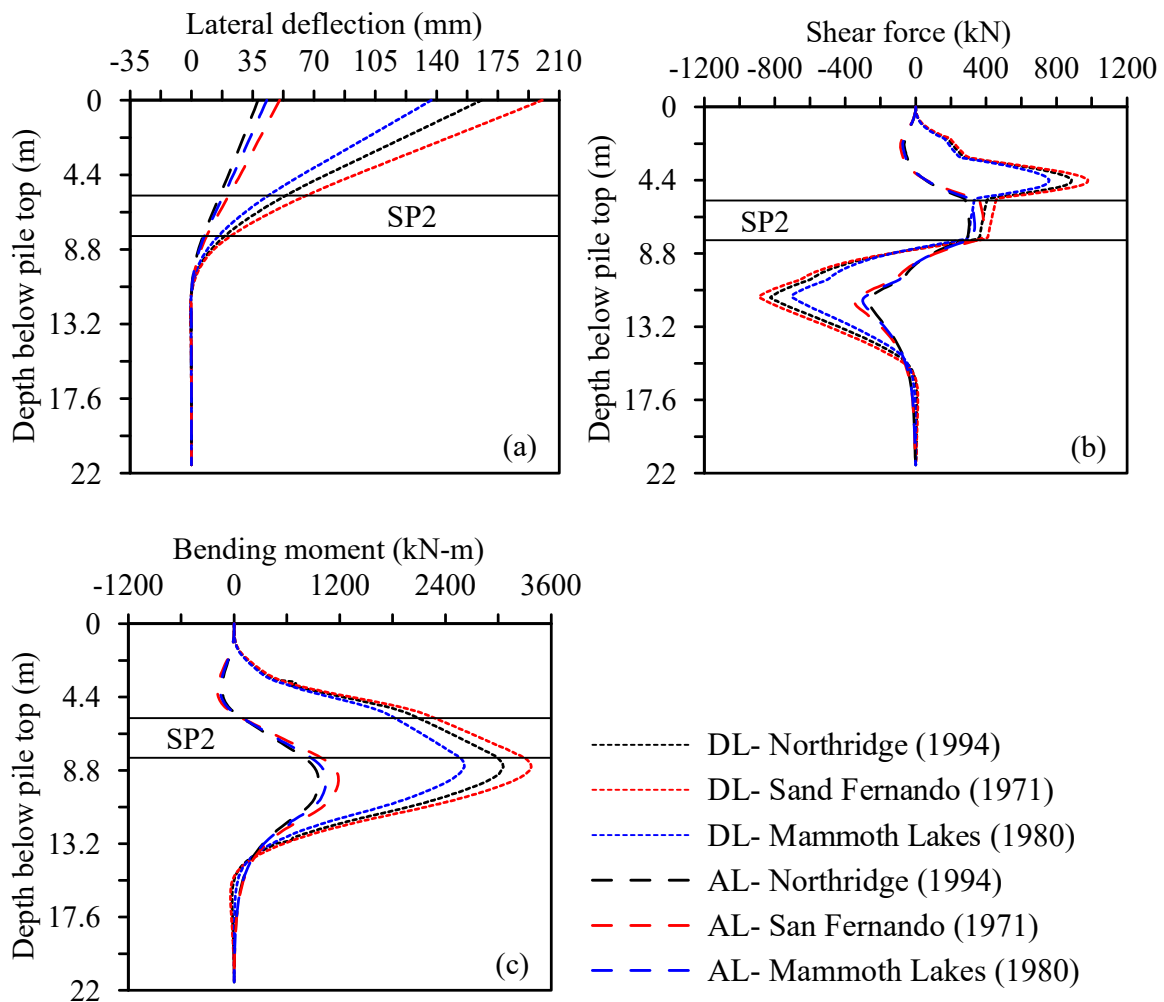 Lateral deflection (mm)
-35 0 35 70 105 140 175 210
0
4.4
8.8
13.2
17.6
22
Depth below pile top (m)
SP2
(a)
Shear force (kN)
-1200 -800 -400 0 400 800 1200
0
4.4
8.8
13.2
17.6
22
Depth below pile top (m)
SP2
(b)
Bending moment (kN-m)
-1200 0 1200 2400 3600
0
4.4
8.8
13.2
17.6
22
Depth below pile top (m)
SP2
(c)
DL- Northridge (1994)
DL- Sand Fernando (1971)
DL- Mammoth Lakes (1980)
AL- Northridge (1994)
AL- San Fernando (1971)
AL- Mammoth Lakes (1980)